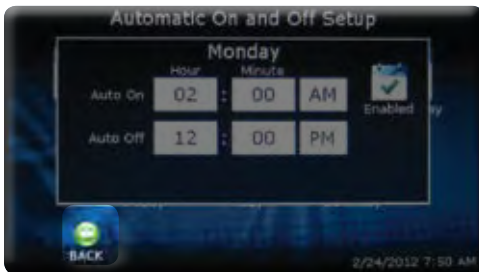 Automatic On and Off Setup
Monday
Hour Minute
Auto On 02 : 00 AM
Enabled
Auto Off 12 : 00 PM
BACK
2/24/2012 7:50 AM